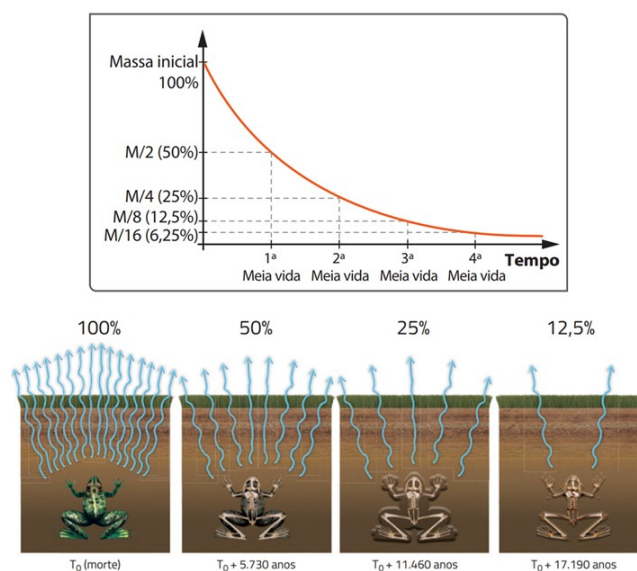 Massa inicial
100%
M/2 (50%)
M/4 (25%)
M/8 (12,5%)
M/16 (6,25%)
1ª 2ª 3ª 4ª Tempo
Meia vida Meia vida Meia vida Meia vida
100% 50% 25% 12,5%
T₀ (morte) T₀ + 5.730 anos T₀ + 11.460 anos T₀ + 17.190 anos